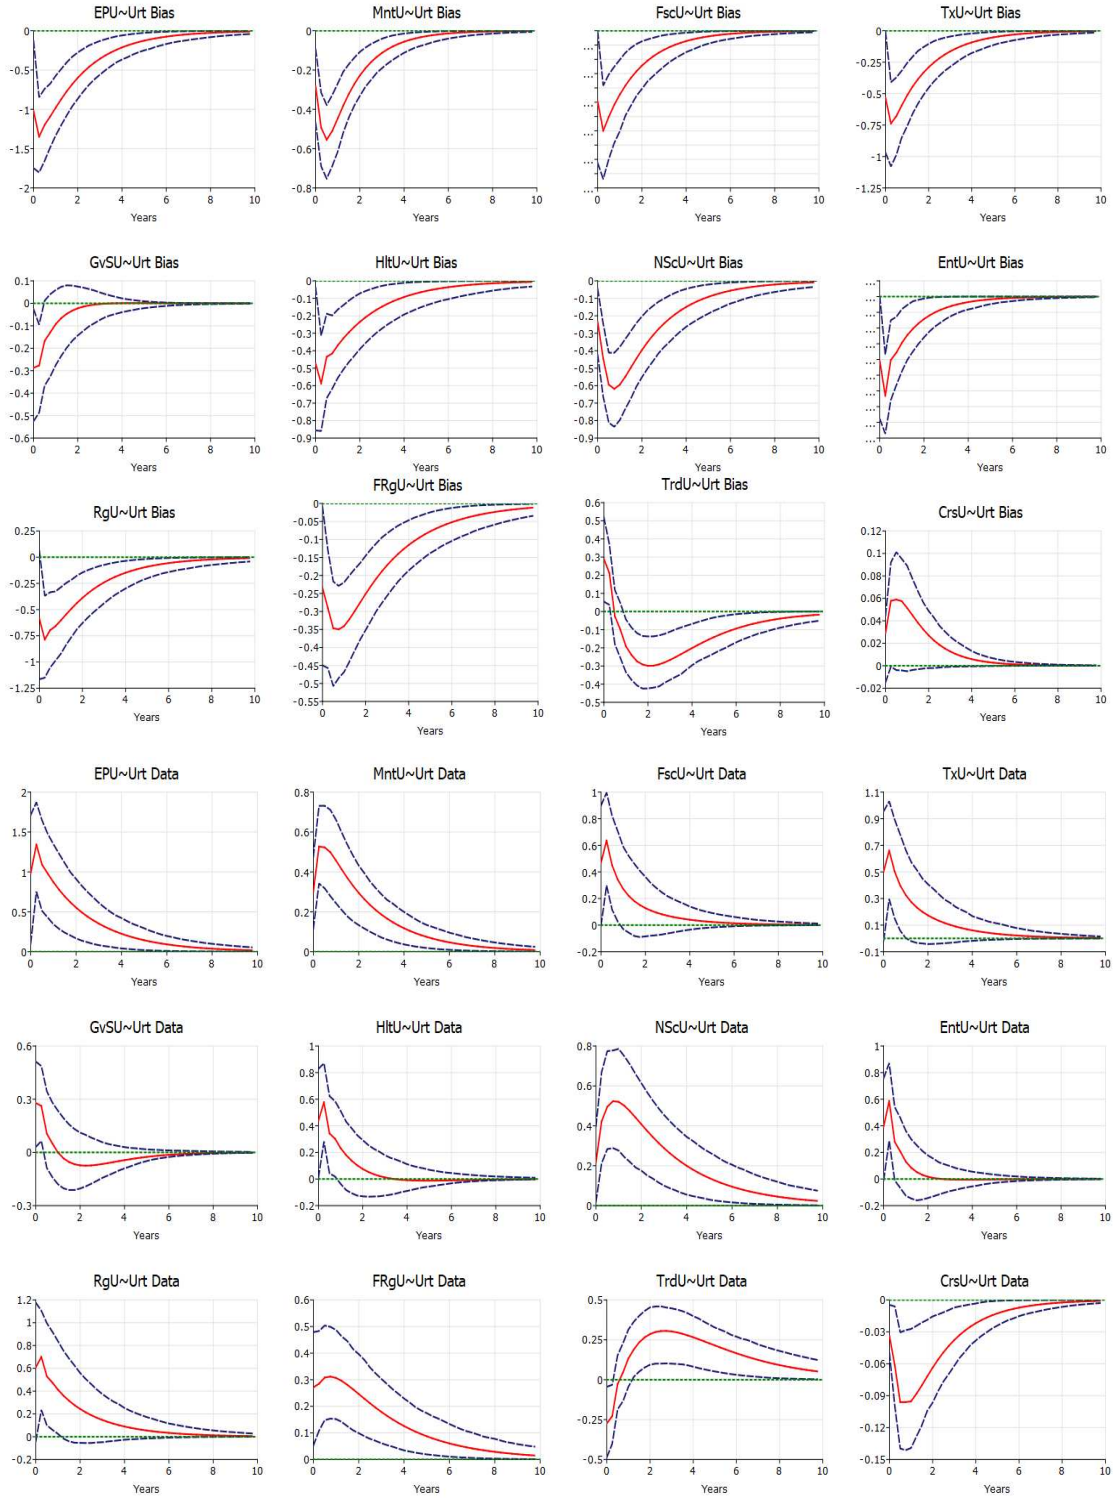 EPU~Urt Bias
0
-0.5
-1
-1.5
-2
0 2 4 6 8 10
Years
MntU~Urt Bias
0
-0.2
-0.4
-0.6
-0.8
0 2 4 6 8 10
Years
FscU~Urt Bias
0
...
...
...
...
...
...
0 2 4 6 8 10
Years
TxU~Urt Bias
0
-0.25
-0.5
-0.75
-1
-1.25
0 2 4 6 8 10
Years
GvSU~Urt Bias
0.1
0
-0.1
-0.2
-0.3
-0.4
-0.5
-0.6
0 2 4 6 8 10
Years
HltU~Urt Bias
0
-0.1
-0.2
-0.3
-0.4
-0.5
-0.6
-0.7
-0.8
-0.9
0 2 4 6 8 10
Years
NScU~Urt Bias
0
-0.1
-0.2
-0.3
-0.4
-0.5
-0.6
-0.7
-0.8
-0.9
0 2 4 6 8 10
Years
EntU~Urt Bias
...
...
...
...
...
...
...
...
...
...
...
0 2 4 6 8 10
Years
RgU~Urt Bias
0.25
0
-0.25
-0.5
-0.75
-1
-1.25
0 2 4 6 8 10
Years
FRgU~Urt Bias
0
-0.05
-0.1
-0.15
-0.2
-0.25
-0.3
-0.35
-0.4
-0.45
-0.5
-0.55
0 2 4 6 8 10
Years
TrdU~Urt Bias
0.6
0.5
0.4
0.3
0.2
0.1
0
-0.1
-0.2
-0.3
-0.4
-0.5
0 2 4 6 8 10
Years
CrsU~Urt Bias
0.12
0.1
0.08
0.06
0.04
0.02
0
-0.02
0 2 4 6 8 10
Years
EPU~Urt Data
2
1.5
1
0.5
0
0 2 4 6 8 10
Years
MntU~Urt Data
0.8
0.6
0.4
0.2
0
0 2 4 6 8 10
Years
FscU~Urt Data
1
0.8
0.6
0.4
0.2
0
-0.2
0 2 4 6 8 10
Years
TxU~Urt Data
1.1
0.9
0.7
0.5
0.3
0.1
-0.1
0 2 4 6 8 10
Years
GvSU~Urt Data
0.6
0.3
0
-0.3
0 2 4 6 8 10
Years
HltU~Urt Data
1
0.8
0.6
0.4
0.2
0
-0.2
0 2 4 6 8 10
Years
NScU~Urt Data
0.8
0.6
0.4
0.2
0
0 2 4 6 8 10
Years
EntU~Urt Data
1
0.8
0.6
0.4
0.2
0
-0.2
0 2 4 6 8 10
Years
RgU~Urt Data
1.2
1
0.8
0.6
0.4
0.2
0
-0.2
0 2 4 6 8 10
Years
FRgU~Urt Data
0.6
0.5
0.4
0.3
0.2
0.1
0
0 2 4 6 8 10
Years
TrdU~Urt Data
0.5
0.25
0
-0.25
-0.5
0 2 4 6 8 10
Years
CrsU~Urt Data
0
-0.03
-0.06
-0.09
-0.12
-0.15
0 2 4 6 8 10
Years